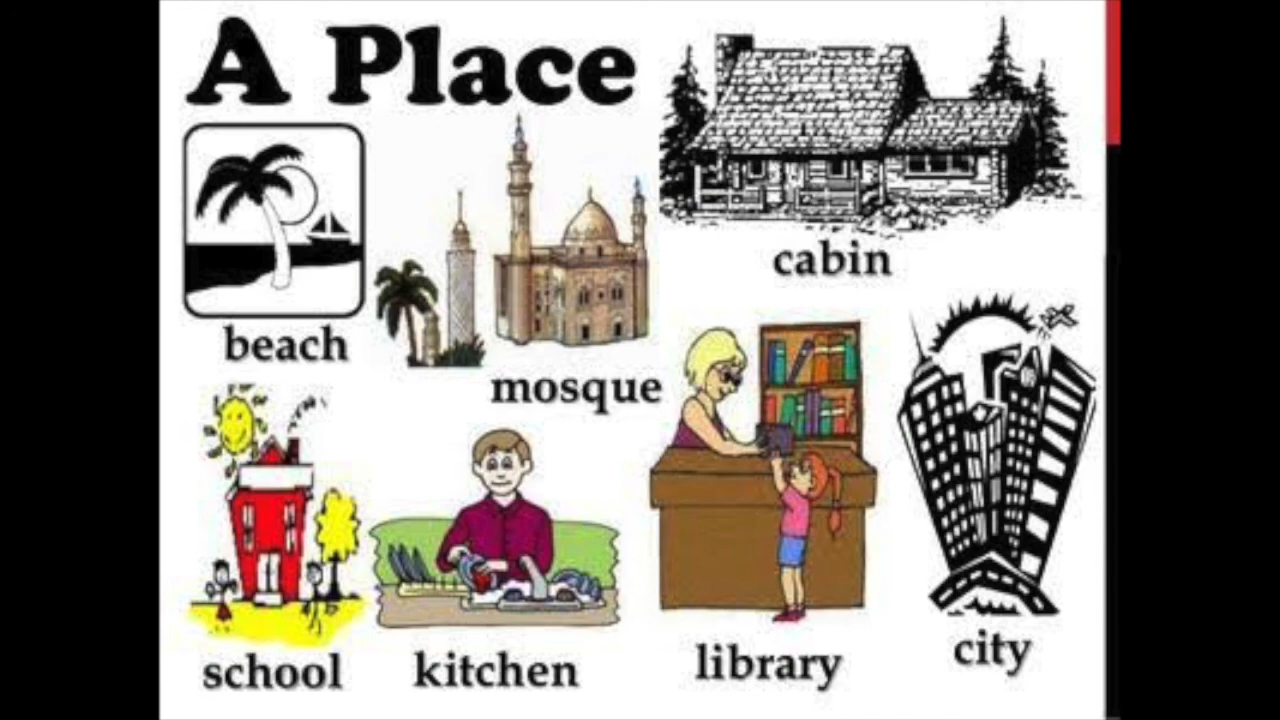 A Place
cabin
beach
mosque
school
kitchen
library
city